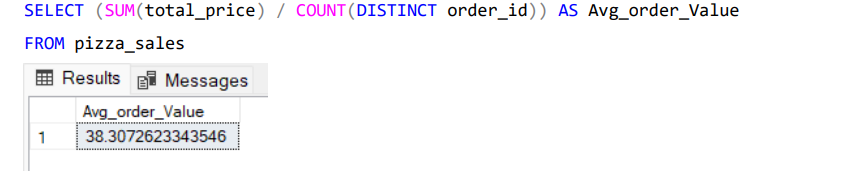 SELECT (SUM(total_price) / COUNT(DISTINCT order_id)) AS Avg_order_Value
FROM pizza_sales
Results Messages
Avg_order_Value
1 38.3072623343546